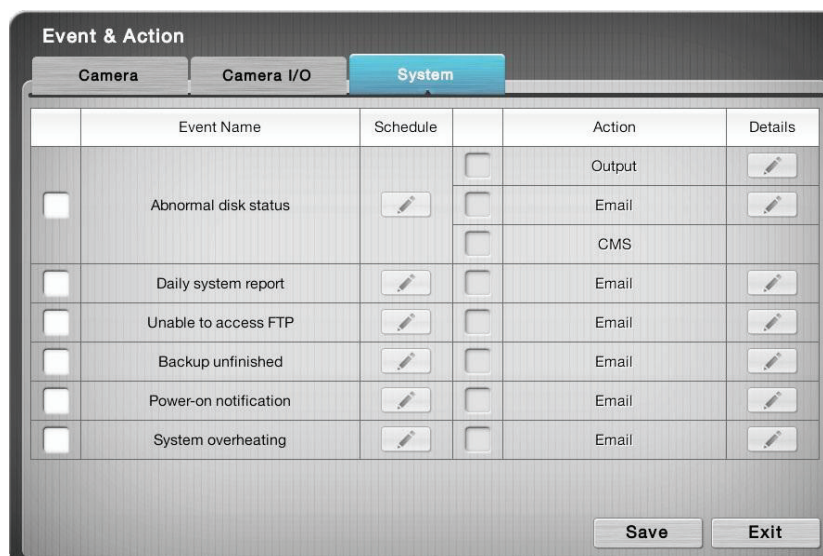 Event & Action
Camera Camera I/O System
Event Name Schedule Action Details
Output
Abnormal disk status Email
CMS
Daily system report Email
Unable to access FTP Email
Backup unfinished Email
Power-on notification Email
System overheating Email
Save Exit